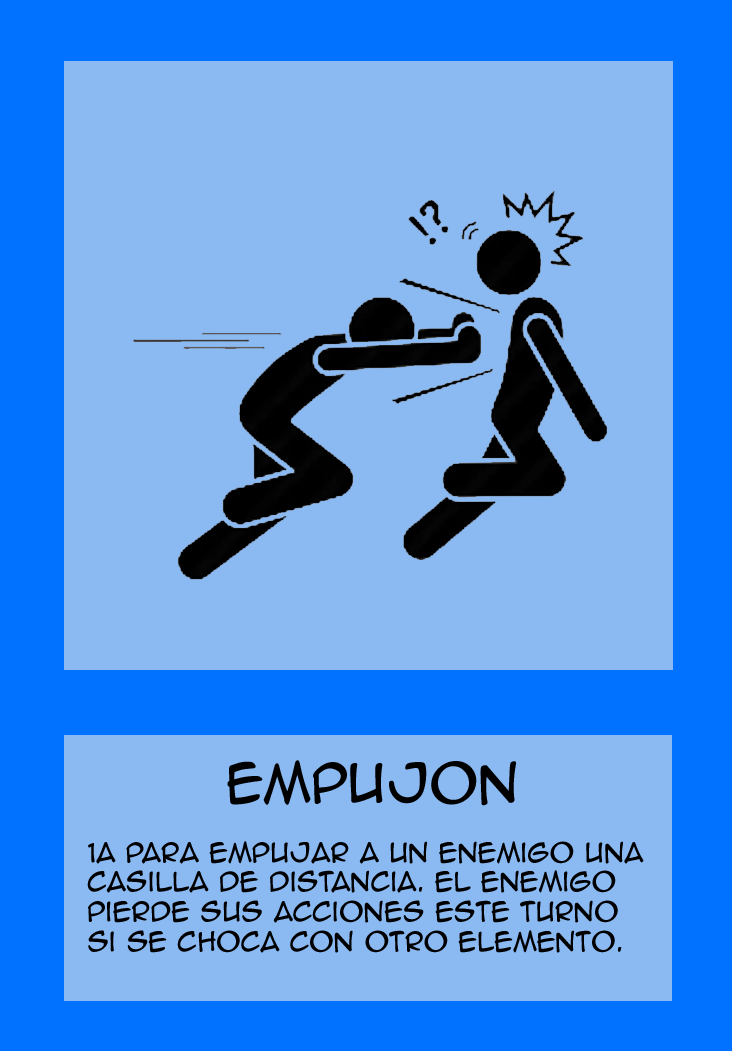 !?
EMPUJON
1A PARA EMPUJAR A UN ENEMIGO UNA
CASILLA DE DISTANCIA. EL ENEMIGO
PIERDE SUS ACCIONES ESTE TURNO
SI SE CHOCA CON OTRO ELEMENTO.